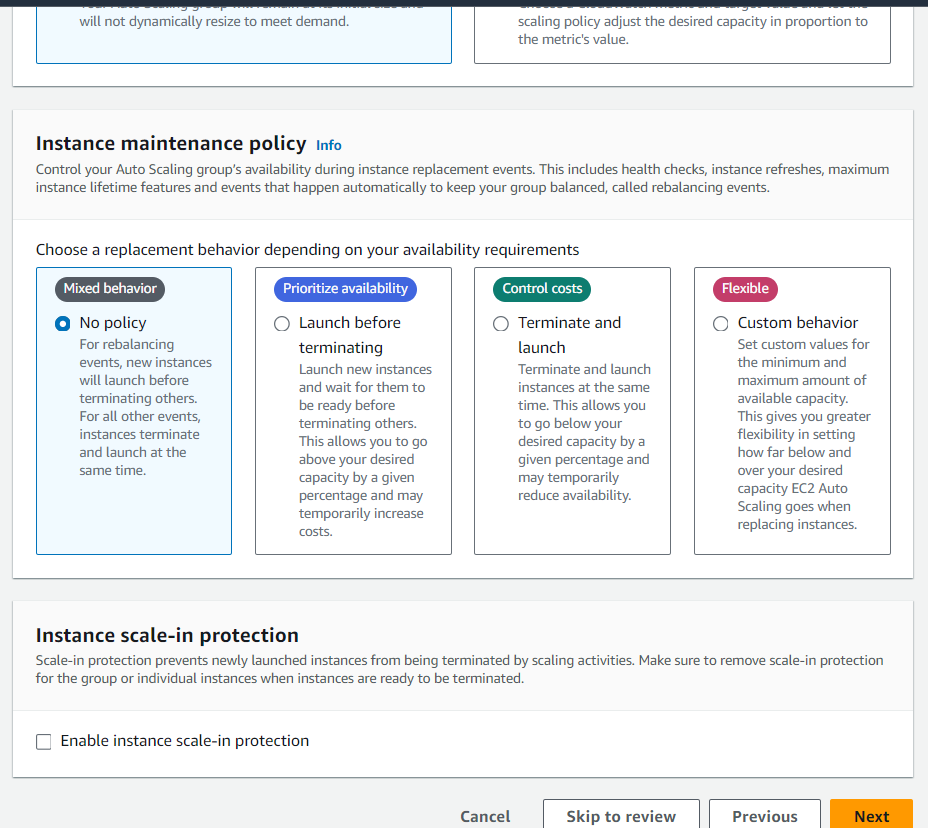 will not dynamically resize to meet demand.
scaling policy adjust the desired capacity in proportion to
the metric's value.
Instance maintenance policy Info
Control your Auto Scaling group's availability during instance replacement events. This includes health checks, instance refreshes, maximum
instance lifetime features and events that happen automatically to keep your group balanced, called rebalancing events.
Choose a replacement behavior depending on your availability requirements
Mixed behavior
No policy
For rebalancing
events, new instances
will launch before
terminating others.
For all other events,
instances terminate
and launch at the
same time.
Prioritize availability
Launch before
terminating
Launch new instances
and wait for them to
be ready before
terminating others.
This allows you to go
above your desired
capacity by a given
percentage and may
temporarily increase
costs.
Control costs
Terminate and
launch
Terminate and launch
instances at the same
time. This allows you
to go below your
desired capacity by a
given percentage and
may temporarily
reduce availability.
Flexible
Custom behavior
Set custom values for
the minimum and
maximum amount of
available capacity.
This gives you greater
flexibility in setting
how far below and
over your desired
capacity EC2 Auto
Scaling goes when
replacing instances.
Instance scale-in protection
Scale-in protection prevents newly launched instances from being terminated by scaling activities. Make sure to remove scale-in protection
for the group or individual instances when instances are ready to be terminated.
Enable instance scale-in protection
Cancel
Skip to review
Previous
Next